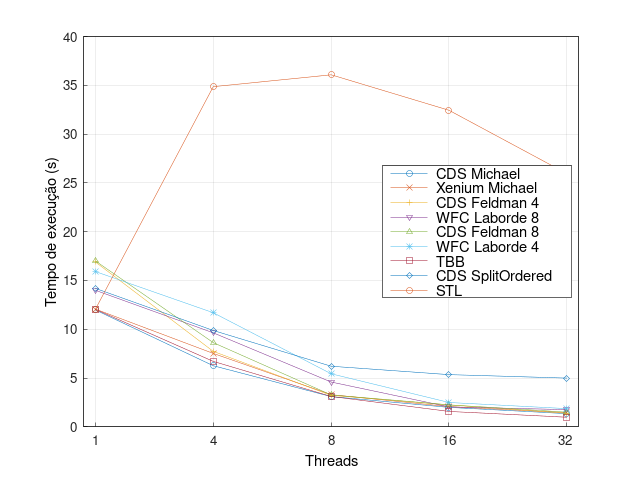 40
35
30
25
20
15
10
5
0
Tempo de execução (s)
CDS Michael
Xenium Michael
CDS Feldman 4
WFC Laborde 8
CDS Feldman 8
WFC Laborde 4
TBB
CDS SplitOrdered
STL
1 4 8 16 32
Threads